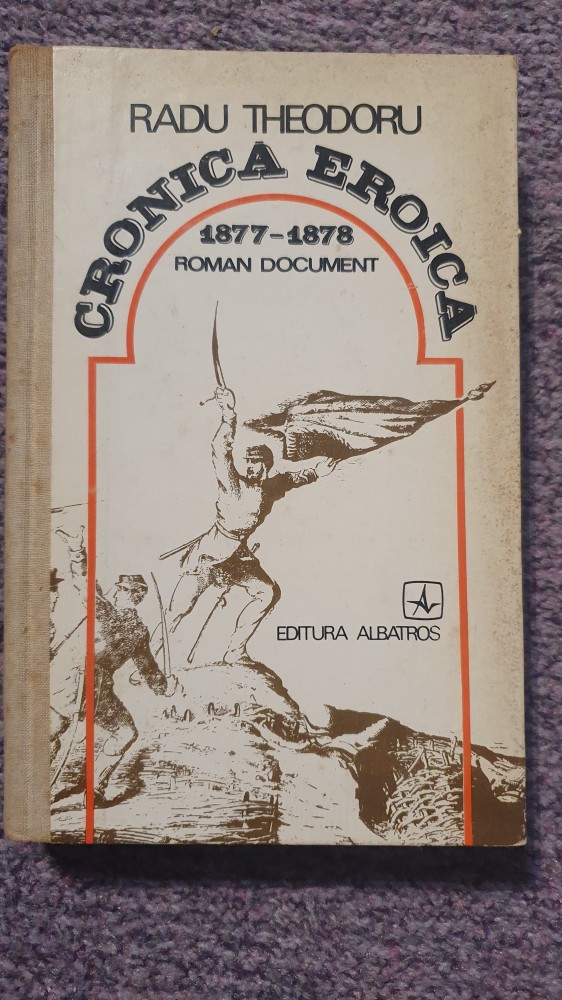 RADU THEODORU
CRONICA EROICA
1877-1878
ROMAN DOCUMENT
EDITURA ALBATROS